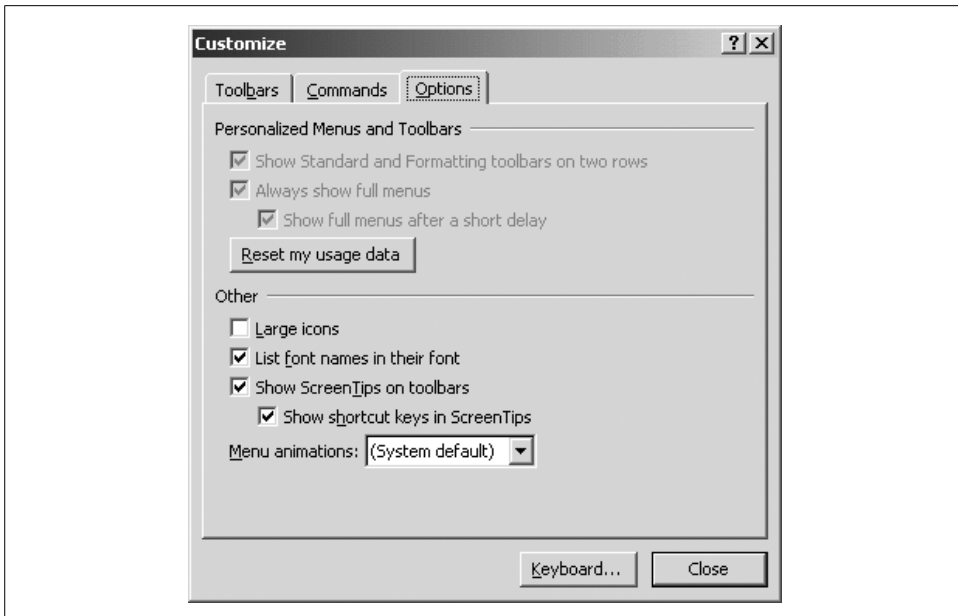 Customize
Toolbars Commands Options
Personalized Menus and Toolbars
Show Standard and Formatting toolbars on two rows
Always show full menus
Show full menus after a short delay
Reset my usage data
Other
Large icons
List font names in their font
Show ScreenTips on toolbars
Show shortcut keys in ScreenTips
Menu animations: (System default)
Keyboard... Close